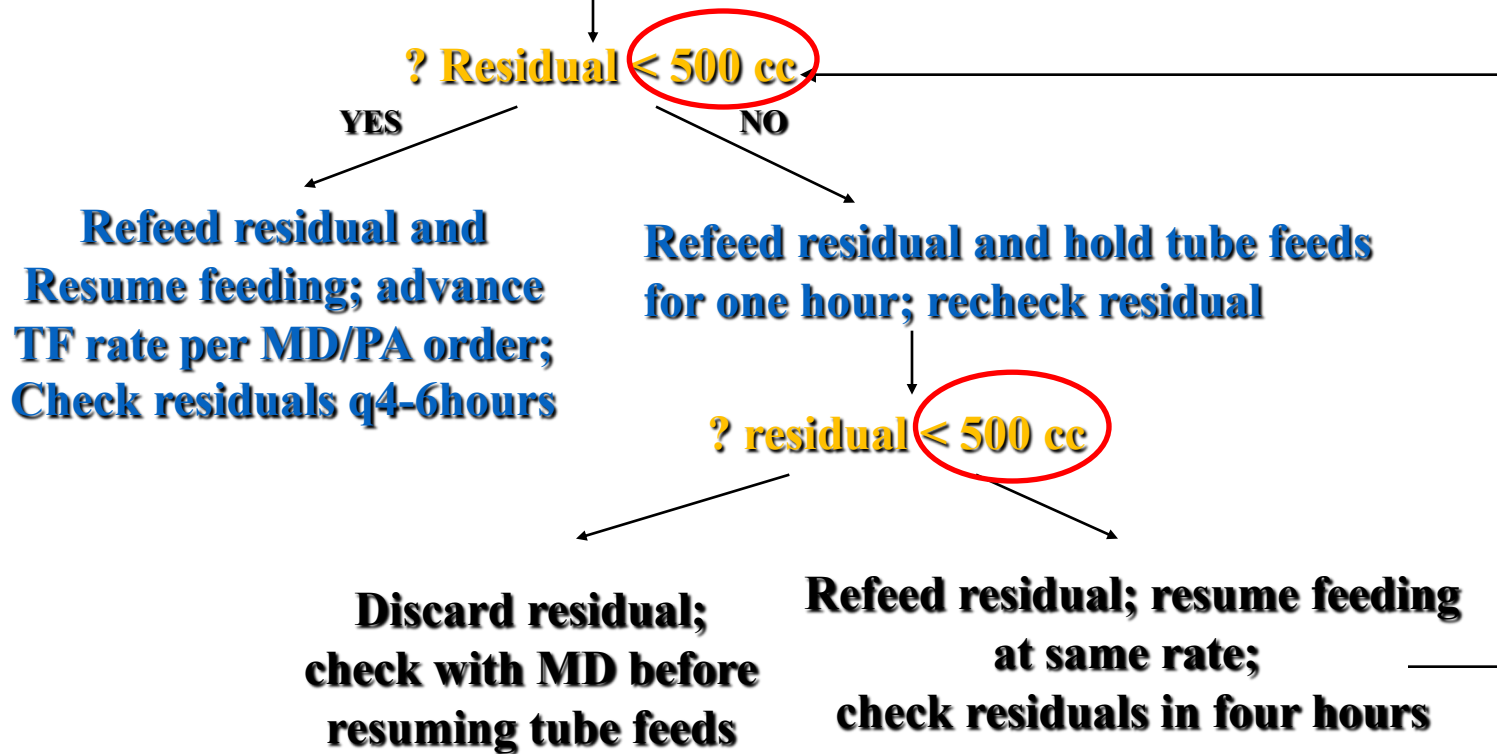 ? Residual < 500 cc
YES
NO
Refeed residual and
Resume feeding; advance
TF rate per MD/PA order;
Check residuals q4-6hours
Refeed residual and hold tube feeds
for one hour; recheck residual
? residual < 500 cc
Discard residual;
check with MD before
resuming tube feeds
Refeed residual; resume feeding
at same rate;
check residuals in four hours